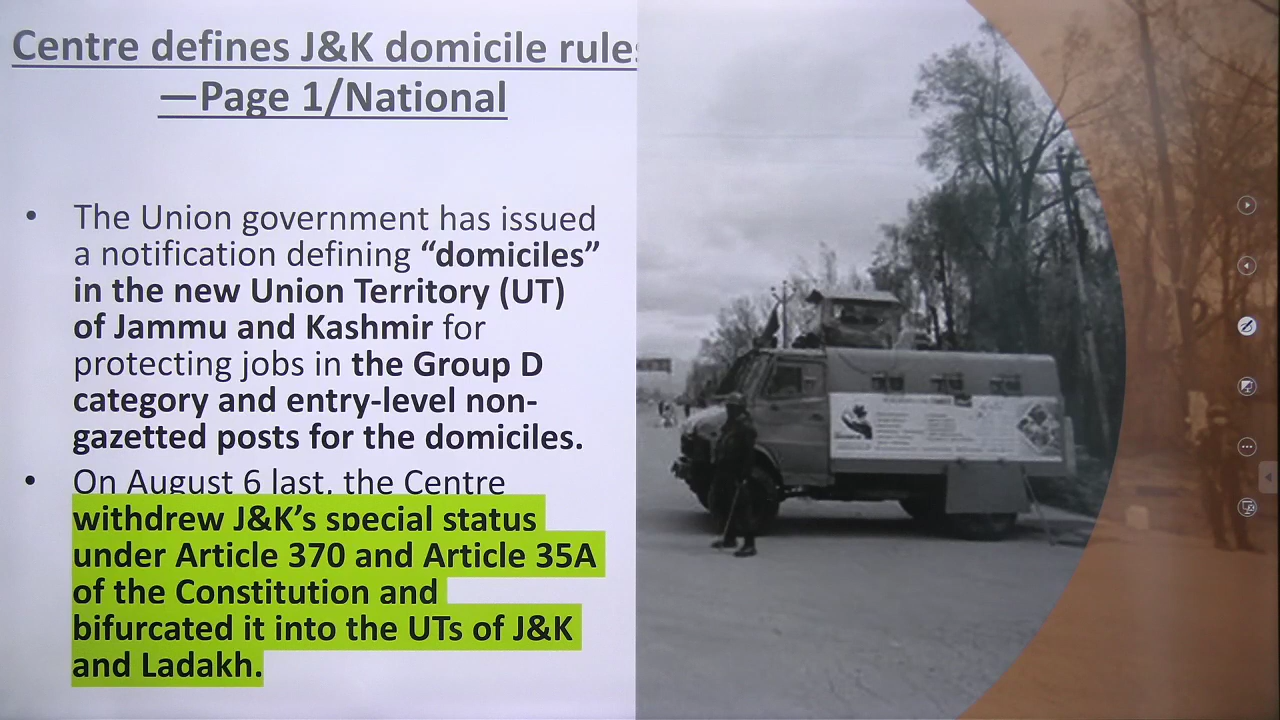 Centre defines J&K domicile rules
—Page 1/National
• The Union government has issued
a notification defining “domiciles”
in the new Union Territory (UT)
of Jammu and Kashmir for
protecting jobs in the Group D
category and entry-level non-
gazetted posts for the domiciles.
• On August 6 last, the Centre
withdrew J&K’s special status
under Article 370 and Article 35A
of the Constitution and
bifurcated it into the UTs of J&K
and Ladakh.